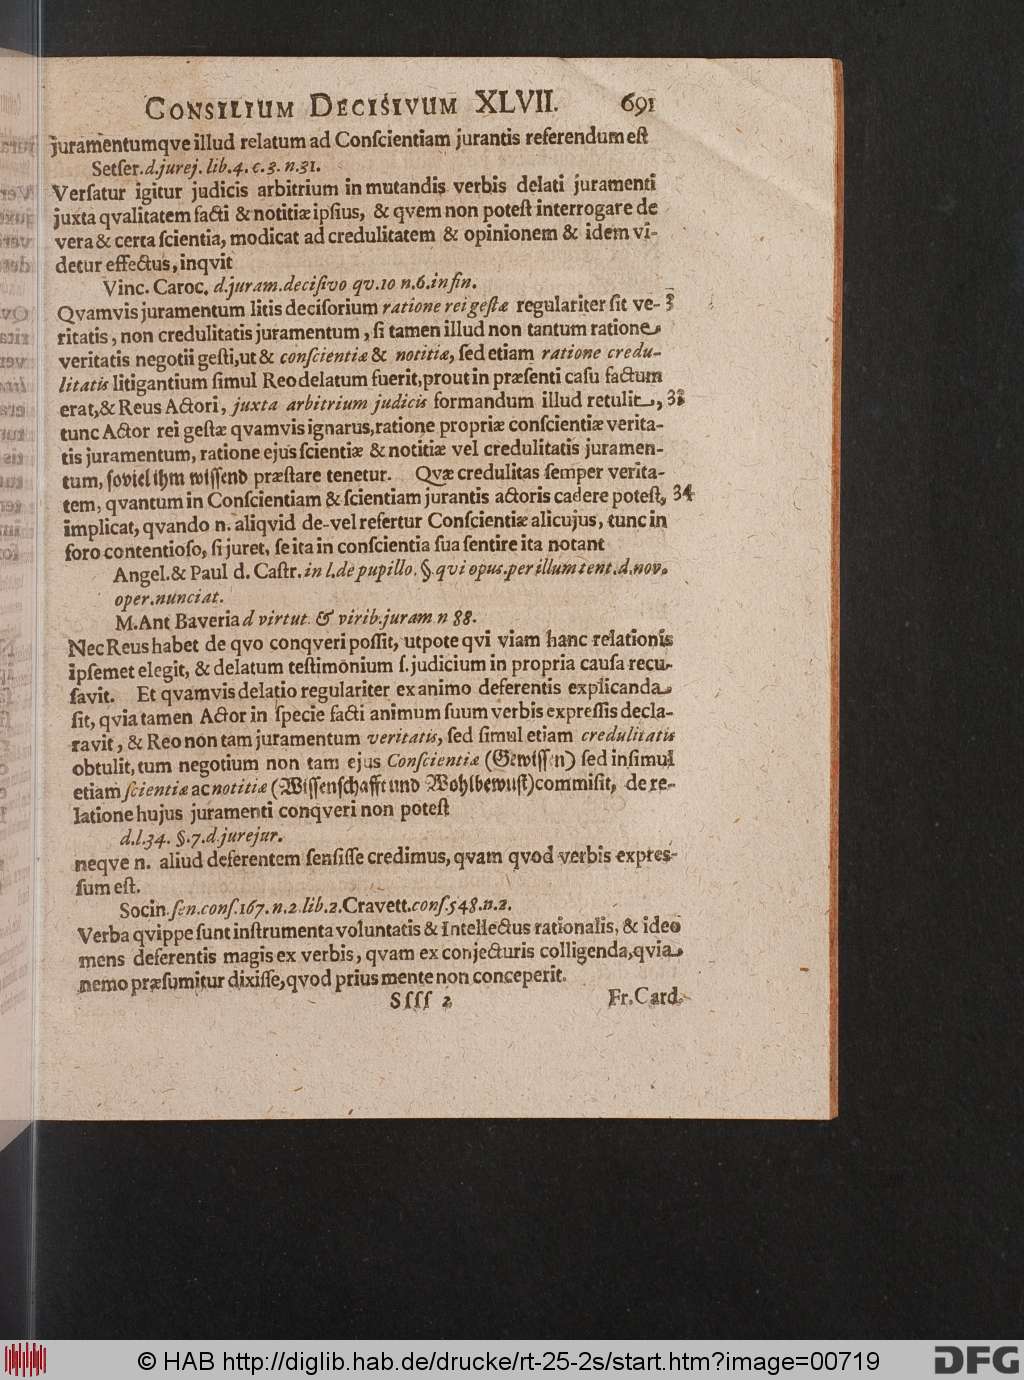 CONSILIUM DECISIVUM XLVII. 691
juramentumqve illud relatum ad Conſcientiam jurantis referendum eſt
Setſer. d. jurej. lib. 4. c. 3. n. 31.
Verſatur igitur judicis arbitrium in mutandis verbis delati juramenti
juxta qvalitatem facti & notitiæ ipſius, & qvem non poteſt interrogare de
vera & certa ſcientia, modicat ad credulitatem & opinionem & idem vi-
detur effectus, inqvit
Vinc. Caroc. d. juram. deciſivo qu. 10 n. 6. in fin.
Qvamvis juramentum litis deciſorium ratione rei geſtæ regulariter ſit ve-
ritatis, non credulitatis juramentum, ſi tamen illud non tantum ratione
veritatis negotii geſti, ut & conſcientiæ & notitiæ, ſed etiam ratione credu-
litatis litigantium ſimul Reo delatum fuerit, prout in præſenti caſu factum
erat, & Reus Actori, juxta arbitrium judicis formandum illud retulit, 33
tunc Actor rei geſtæ qvamvis ignarus, ratione propriæ conſcientiæ verita-
tis juramentum, ratione ejus ſcientiæ & notitiæ vel credulitatis juramen-
tum, ſoviel ihm wiſſend præſtare tenetur. Qvæ credulitas ſemper verita-
tem, qvantum in Conſcientiam & ſcientiam jurantis actoris cadere poteſt, 34
implicat, qvando n. aliqvid de- vel refertur Conſcientiæ alicujus, tunc in
foro contentioſo, ſi juret, ſe ita in conſcientia ſua ſentire ita notant
Angel. & Paul d. Caſtr. in l. de pupillo. §. qvi opus. per illum tent. d. nov.
oper. nunciat.
M. Ant Baveria d virtut. & virib. juram n 88.
Nec Reus habet de qvo conqveri poſſit, utpote qvi viam hanc relationis
ipſemet elegit, & delatum teſtimonium ſ. judicium in propria cauſa recu-
ſavit. Et qvamvis delatio regulariter ex animo deferentis explicanda
ſit, qvia tamen Actor in ſpecie facti animum ſuum verbis expreſſis decla-
ravit, & Reo non tam juramentum veritatis, ſed ſimul etiam credulitatis
obtulit, tum negotium non tam ejus Conſcientiæ (Gewiſſen) ſed inſimul
etiam ſcientiæ ac notitiæ (Wiſſenſchafft und Wohlbewuſt) commiſit, de re-
latione hujus juramenti conqveri non poteſt
d. l. 34. §. 7. d jurejur.
neqve n. aliud deferentem ſenſiſſe credimus, qvam qvod verbis expreſ-
ſum eſt.
Socin. ſen. conſ. 167. n. 2. lib. 2. Cravett. conſ. 548. n. 2.
Verba qvippe ſunt inſtrumenta voluntatis & Intellectus rationalis, & ideo
mens deferentis magis ex verbis, qvam ex conjecturis colligenda, qvia
nemo præſumitur dixiſſe, qvod prius mente non conceperit.
Sſſſ 2 Fr. Card.
© HAB http://diglib.hab.de/drucke/rt-25-2s/start.htm?image=00719
DFG